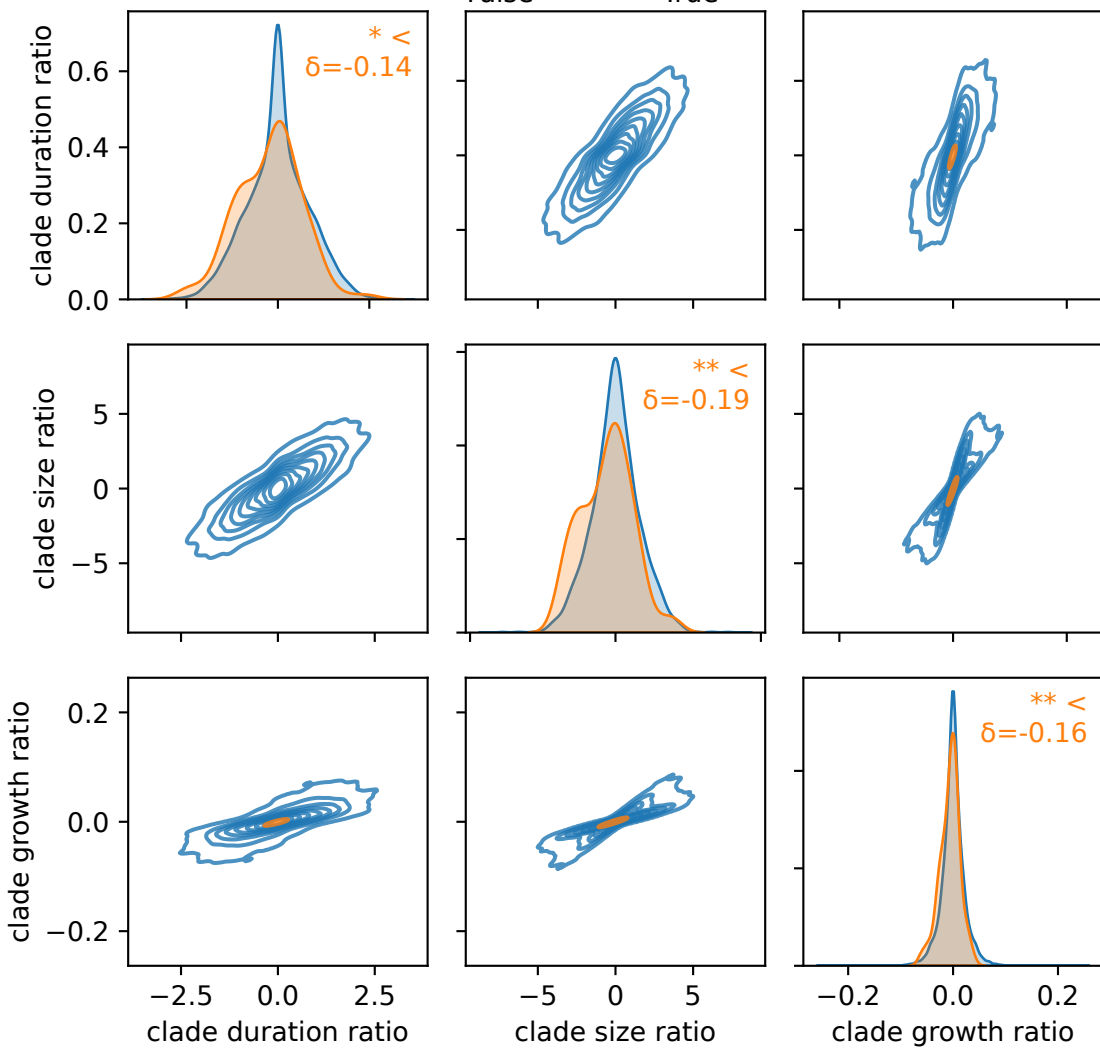 True
clade duration ratio
0.6
0.4
0.2
0.0
* <
δ=-0.14
clade size ratio
5
0
−5
** <
δ=-0.19
clade growth ratio
0.2
0.0
−0.2
** <
δ=-0.16
−2.5
0.0
2.5
−5
0
5
−0.2
0.0
0.2
clade duration ratio
clade size ratio
clade growth ratio